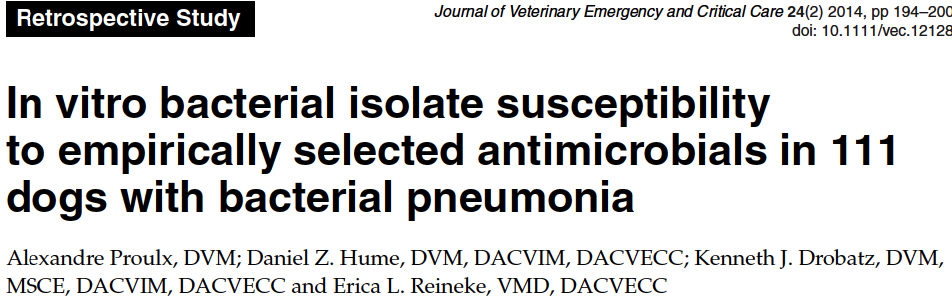 Retrospective Study
Journal of Veterinary Emergency and Critical Care 24(2) 2014, pp 194–200
doi: 10.1111/vec.12128
In vitro bacterial isolate susceptibility
to empirically selected antimicrobials in 111
dogs with bacterial pneumonia
Alexandre Proulx, DVM; Daniel Z. Hume, DVM, DACVIM, DACVECC; Kenneth J. Drobatz, DVM,
MSCE, DACVIM, DACVECC and Erica L. Reineke, VMD, DACVECC